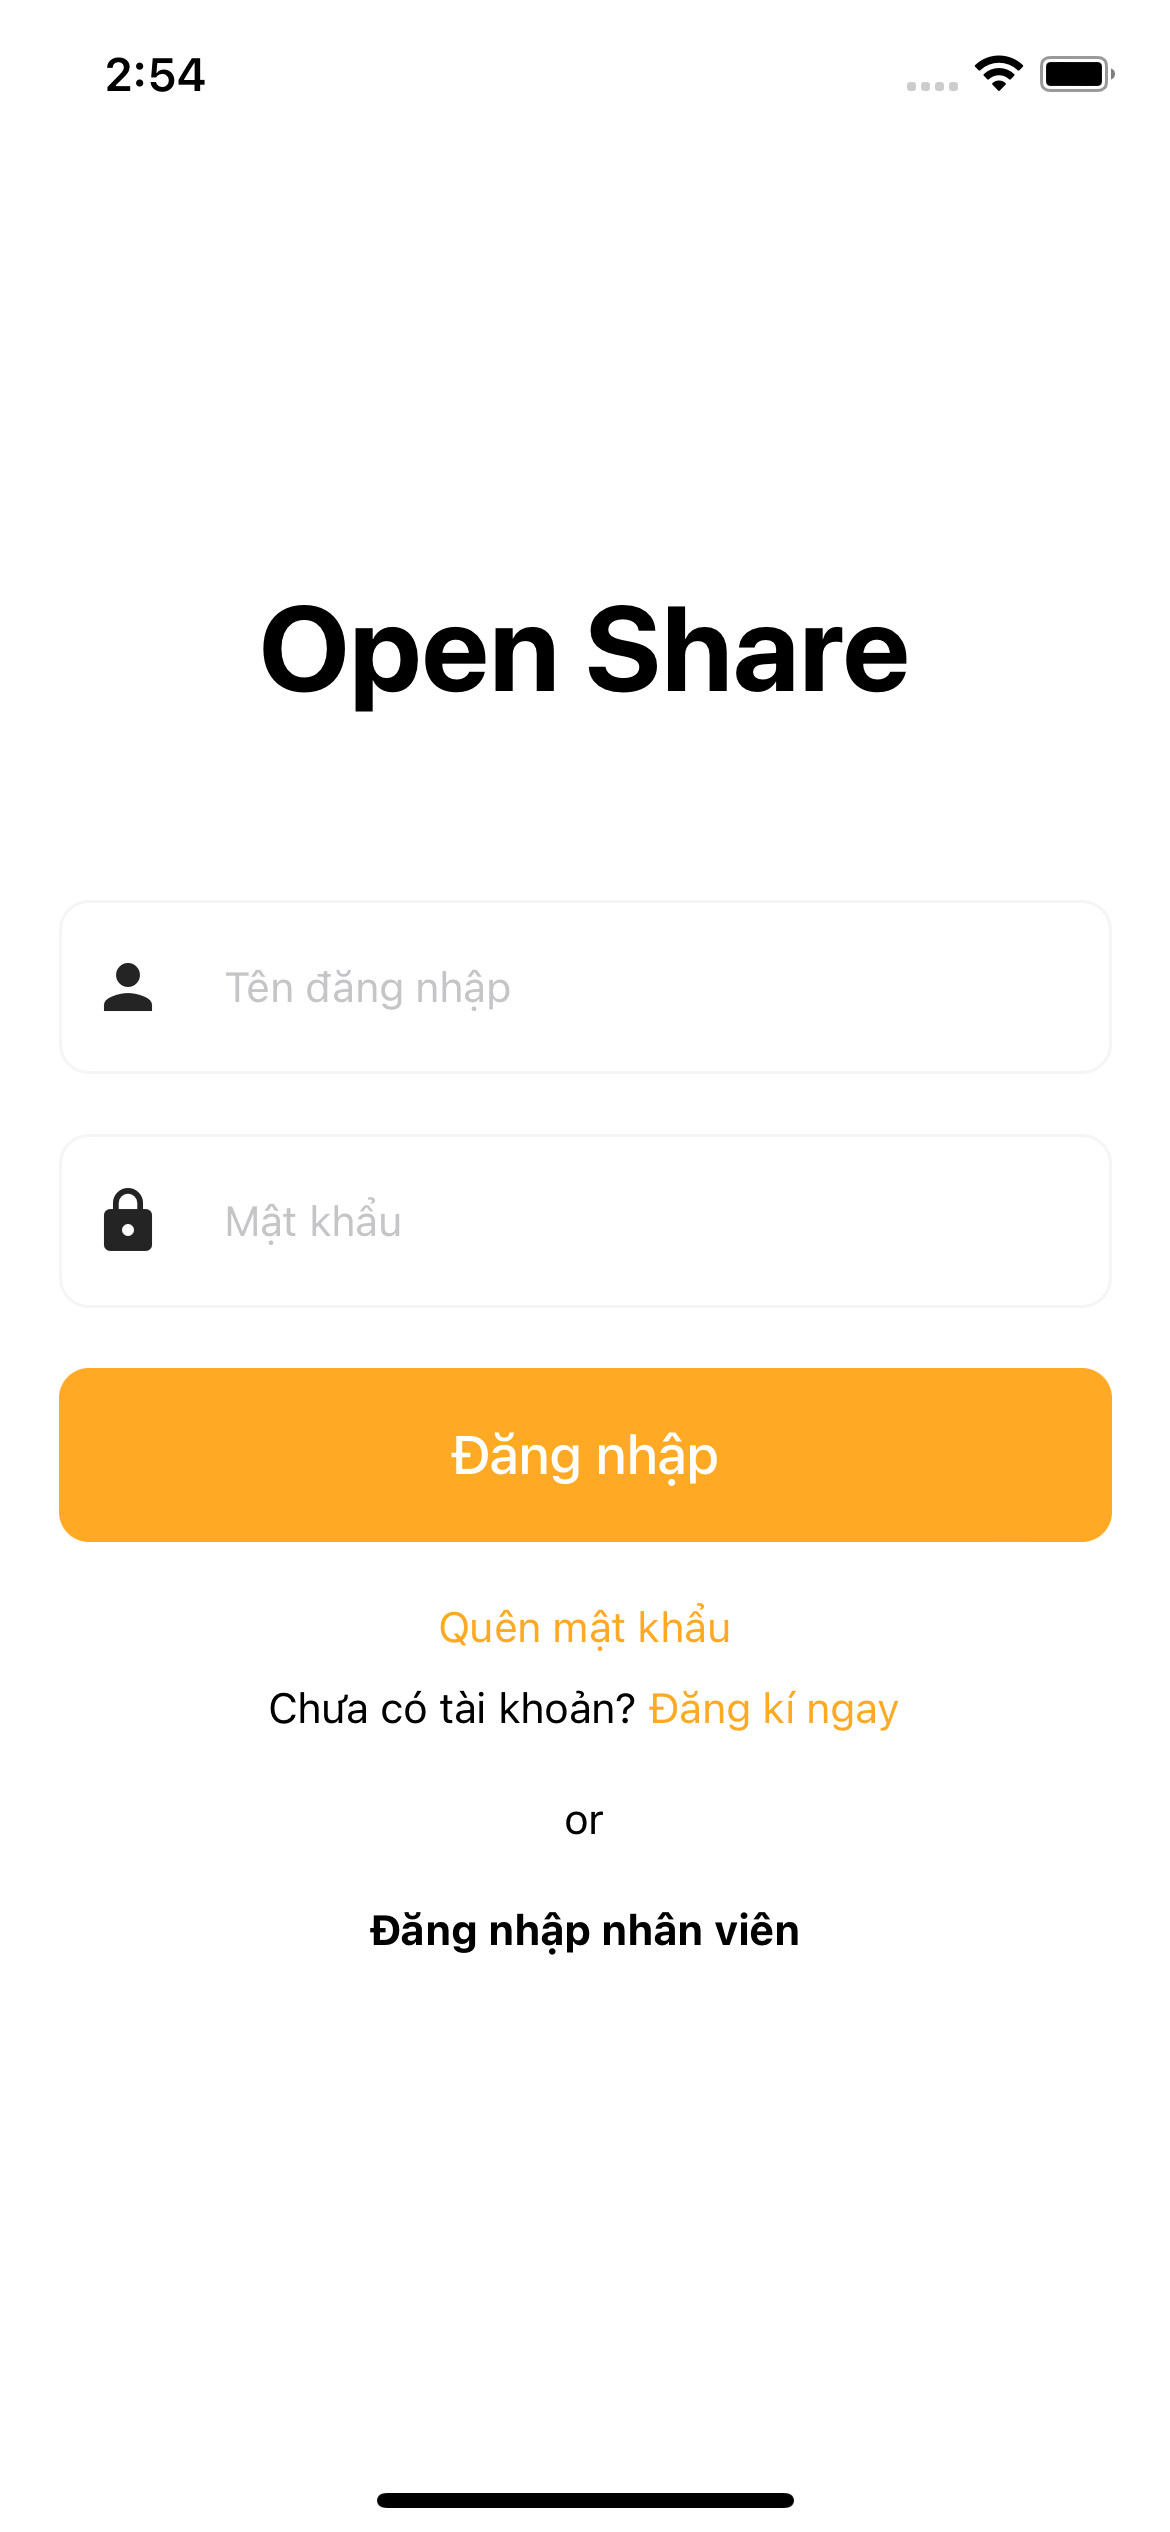 2:54
Open Share
Tên đăng nhập
Mật khẩu
Đăng nhập
Quên mật khẩu
Chưa có tài khoản? Đăng kí ngay
or
Đăng nhập nhân viên